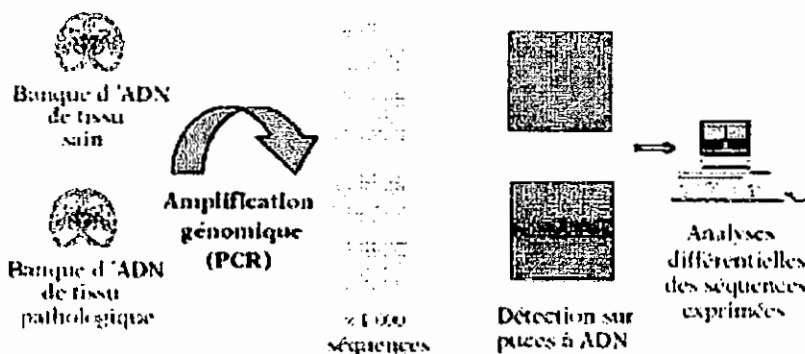 Banque d'ADN
de tissu
sain
Banque d'ADN
de tissu
pathologique
Amplification
génomique
(PCR)
séquences
Détection sur
puces à ADN
Analyses
différentielles
des séquences
exprimées